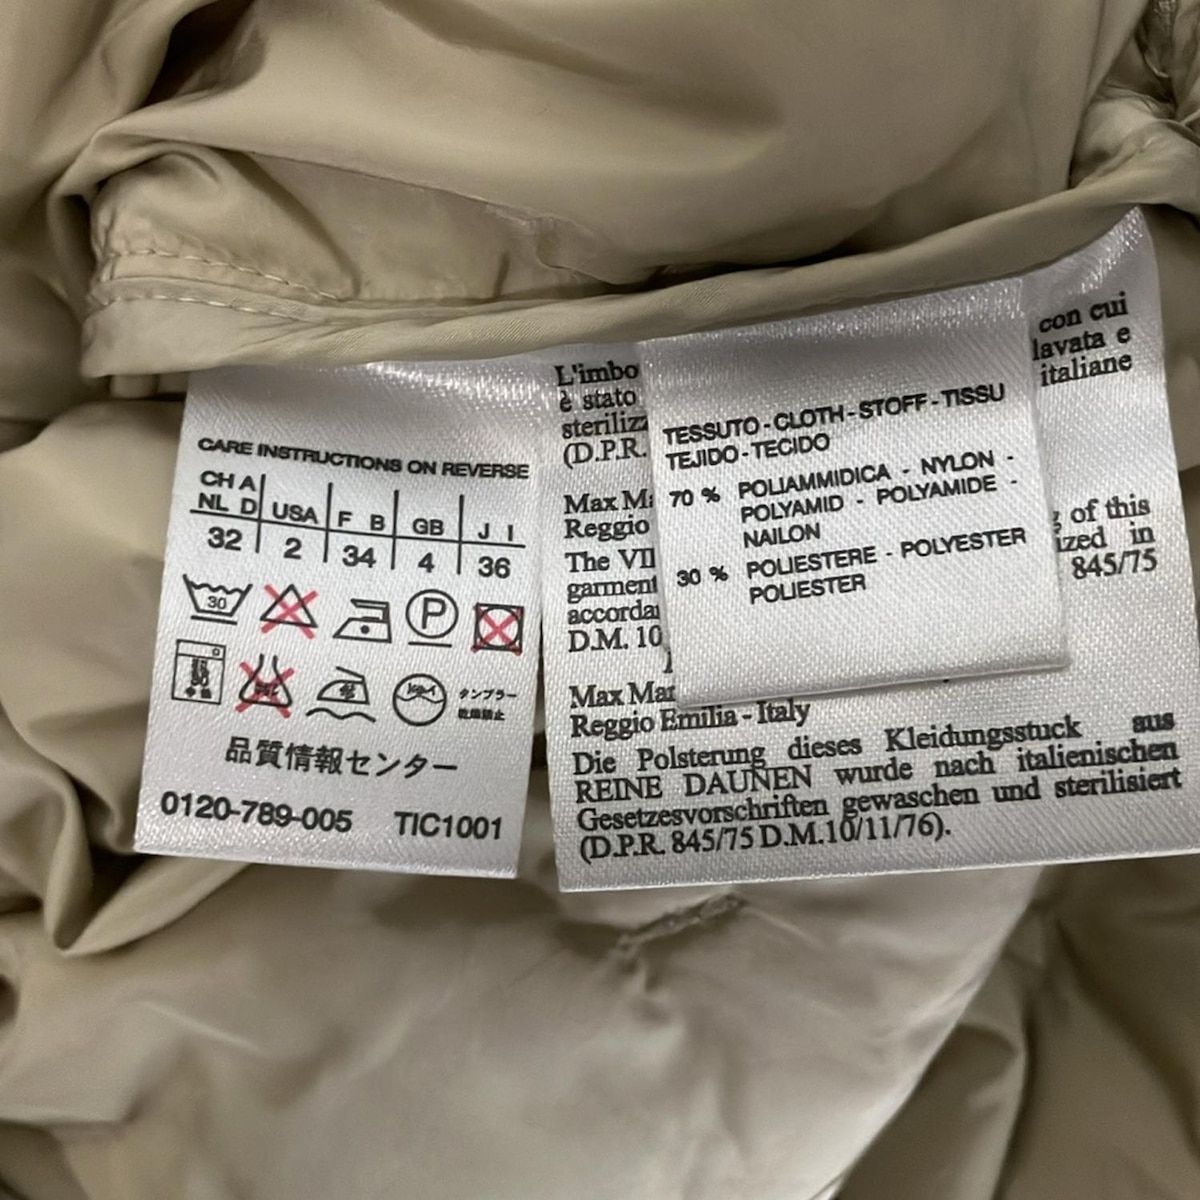 CARE INSTRUCTIONS ON REVERSE
CH A
NL D USA F B GB J I
32 2 34 4 36
30
P
タンブラー
乾燥禁止
品質情報センター
0120-789-005 TIC1001
L'imbo con cui
è stato lavata e
steriliz italiane
(D.P.R.
Max Ma
Reggio
The VII of this
garment ized in
accorda 845/75
D.M. 10
Max Mar
Reggio Emilia - Italy
Die Polsterung dieses Kleidungsstuck aus
REINE DAUNEN wurde nach italienischen
Gesetzesvorschriften gewaschen und sterilisiert
(D.P.R. 845/75 D.M.10/11/76).
TESSUTO - CLOTH - STOFF - TISSU
TEJIDO - TECIDO
70 % POLIAMMIDICA - NYLON -
POLYAMID - POLYAMIDE -
NAILON
30 % POLIESTERE - POLYESTER
POLIESTER